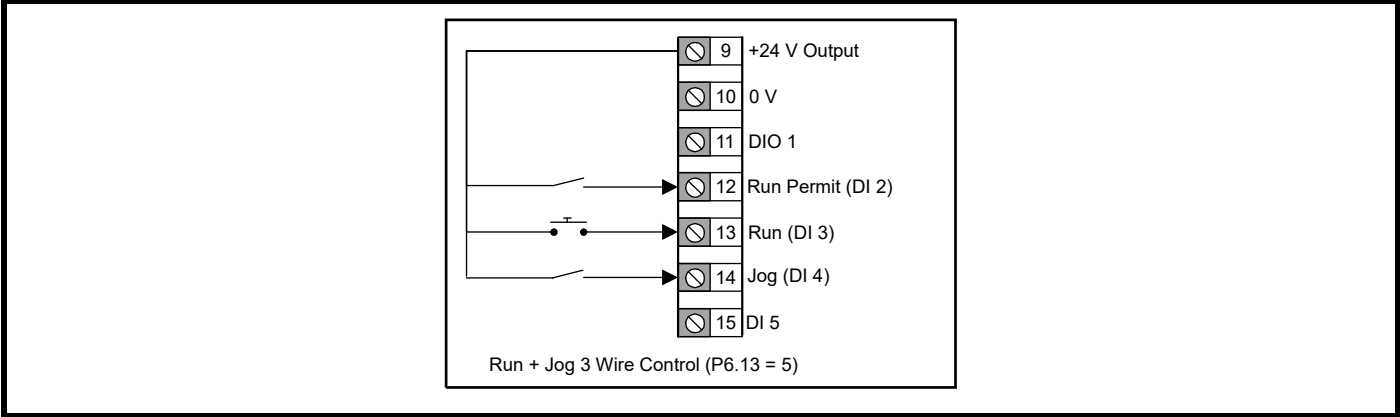 9 +24 V Output
10 0 V
11 DIO 1
12 Run Permit (DI 2)
13 Run (DI 3)
14 Jog (DI 4)
15 DI 5
Run + Jog 3 Wire Control (P6.13 = 5)